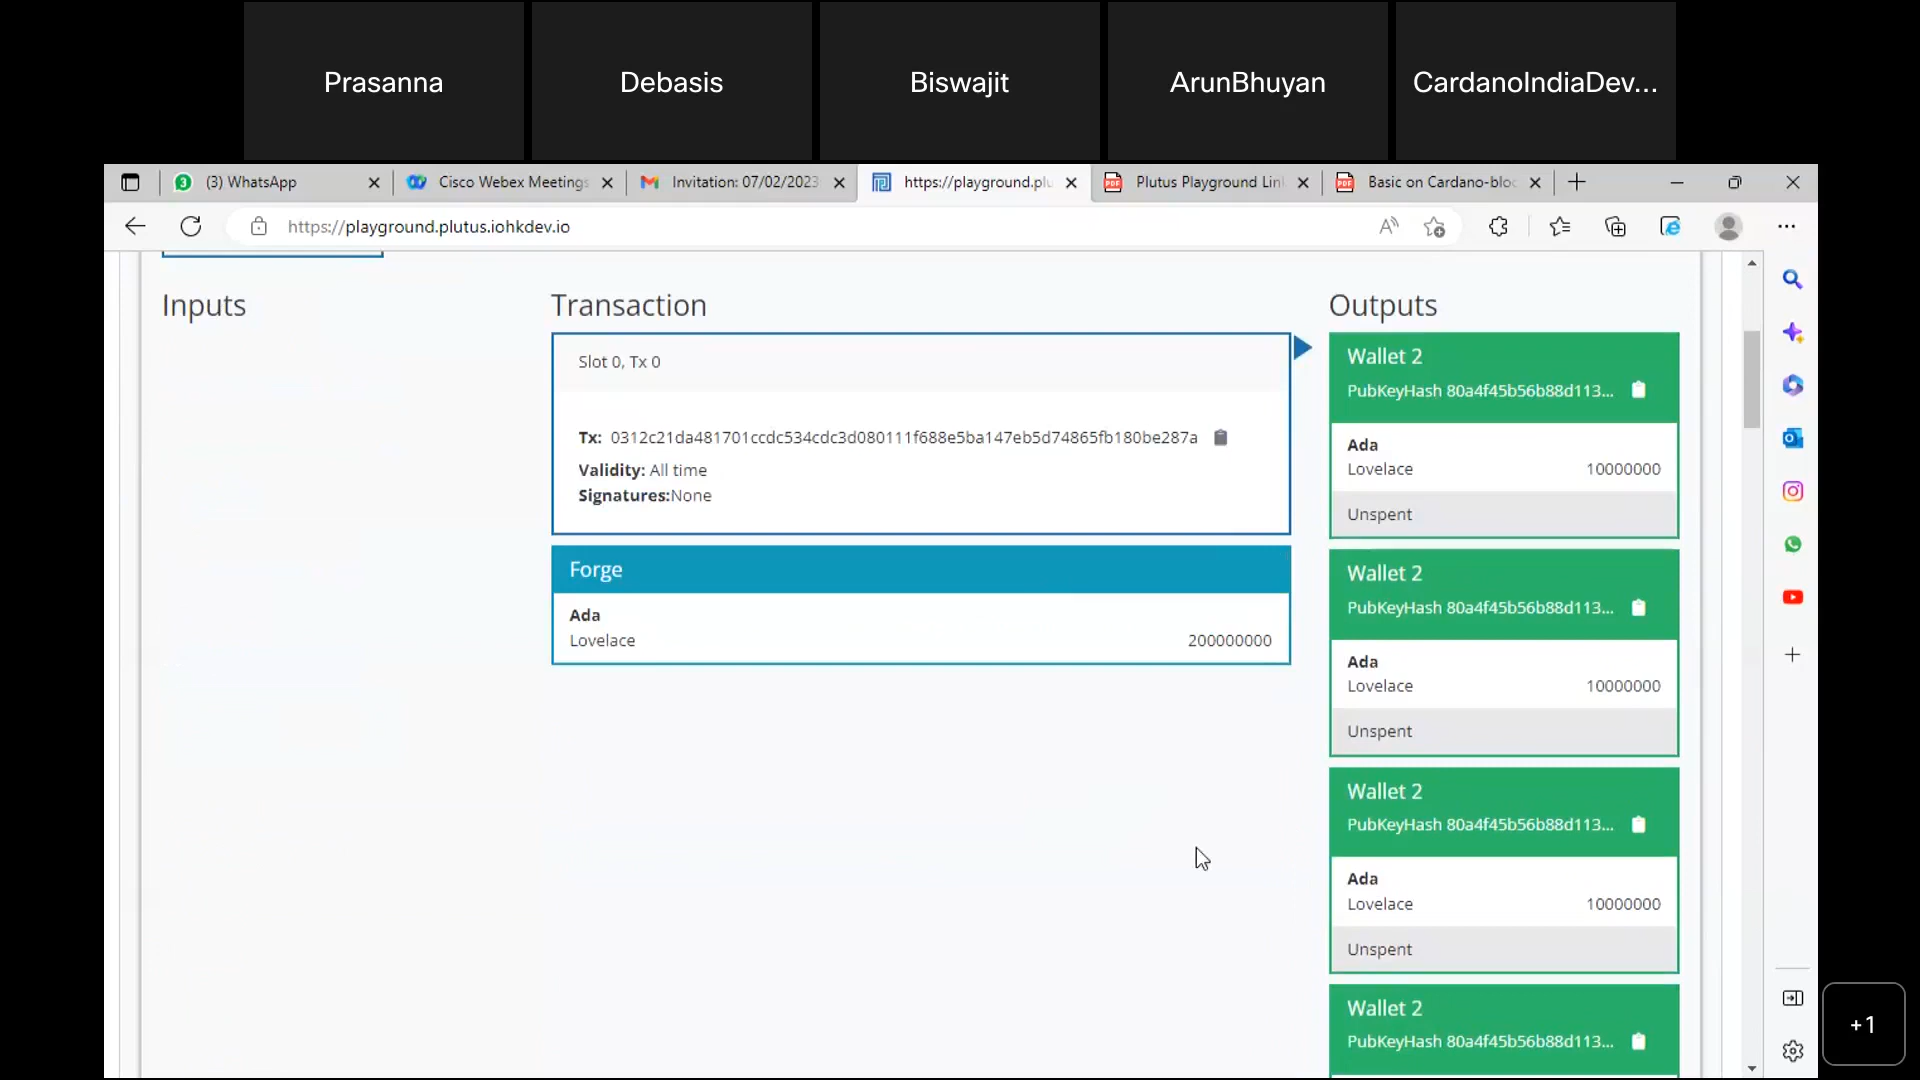 Prasanna
Debasis
Biswajit
ArunBhuyan
CardanoIndiaDev...
3
(3) WhatsApp
Cisco Webex Meetings
Invitation: 07/02/2023
https://playground.plu
Plutus Playground Lin
Basic on Cardano-bloc
https://playground.plutus.iohkdev.io
Inputs
Transaction
Outputs
Slot 0, Tx 0
Tx: 0312c21da481701ccdc534cdc3d080111f688e5ba147eb5d74865fb180be287a
Validity: All time
Signatures:None
Forge
Ada
Lovelace 200000000
Wallet 2
PubKeyHash 80a4f45b56b88d113...
Ada
Lovelace 10000000
Unspent
Wallet 2
PubKeyHash 80a4f45b56b88d113...
Ada
Lovelace 10000000
Unspent
Wallet 2
PubKeyHash 80a4f45b56b88d113...
Ada
Lovelace 10000000
Unspent
Wallet 2
PubKeyHash 80a4f45b56b88d113...
+1